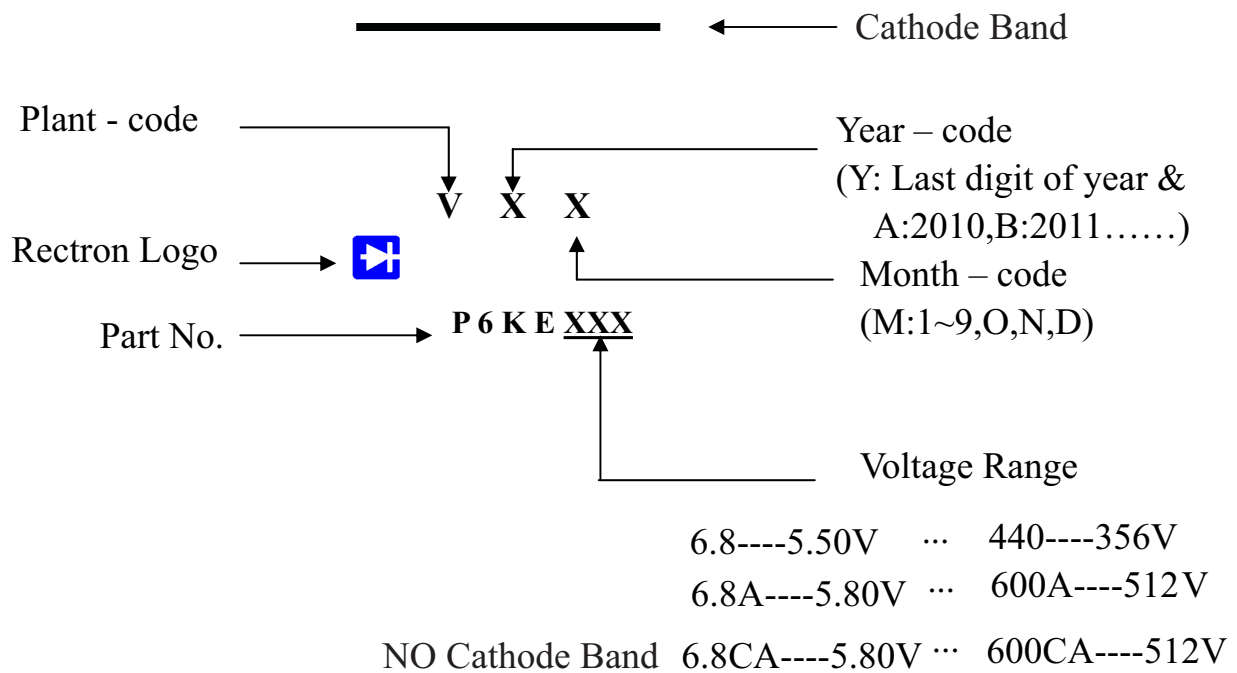 Cathode Band
Plant - code
Year – code
(Y: Last digit of year &
A:2010,B:2011……)
V X X
Rectron Logo
Month – code
(M:1~9,O,N,D)
Part No.
P 6 K E XXX
Voltage Range
6.8----5.50V ... 440----356V
6.8A----5.80V ... 600A----512V
NO Cathode Band 6.8CA----5.80V ... 600CA----512V